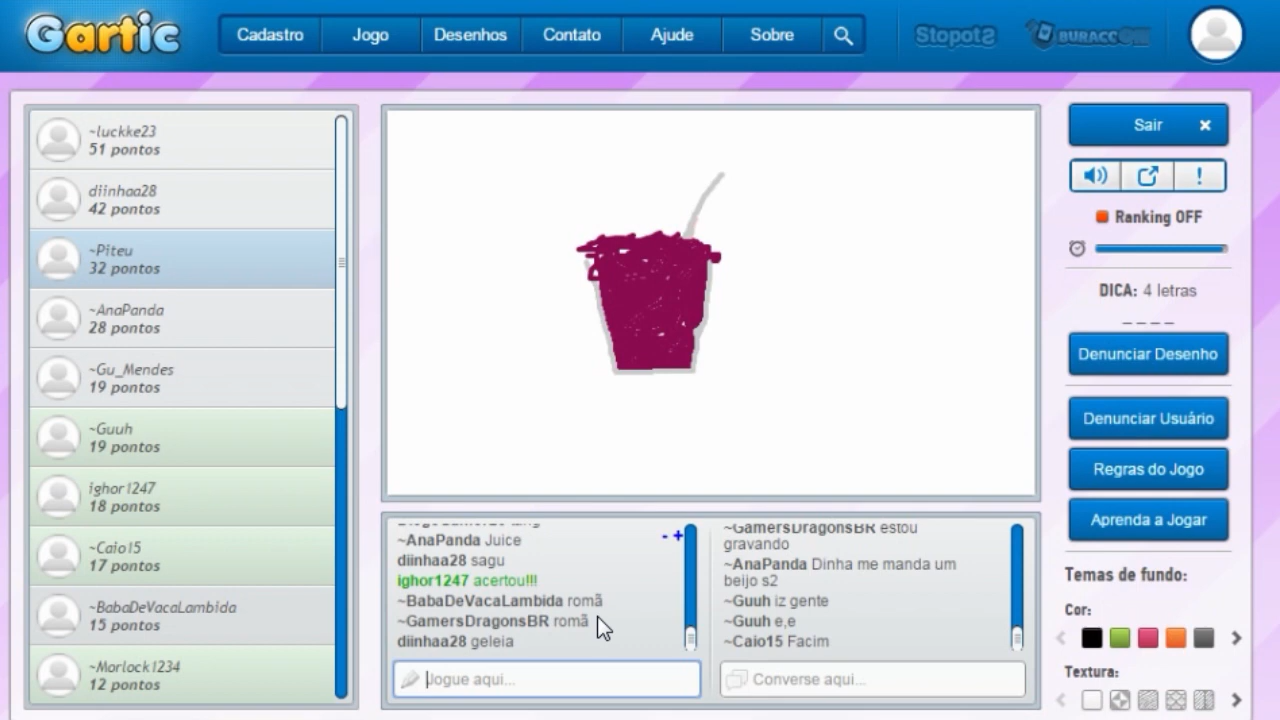 Gartic
Cadastro
Jogo
Desenhos
Contato
Ajude
Sobre
StopotS
~luckke23
51 pontos
diinhaa28
42 pontos
~Piteu
32 pontos
~AnaPanda
28 pontos
~Gu_Mendes
19 pontos
~Guuh
19 pontos
ighor1247
18 pontos
~Caio15
17 pontos
~BabaDeVacaLambida
15 pontos
~Morlock1234
12 pontos
~AnaPanda Juice
diinhaa28 sagu
ighor1247 acertou!!!
~BabaDeVacaLambida romã
~GamersDragonsBR romã
diinhaa28 geleia
Jogue aqui...
- +
~GamersDragonsBR estou
gravando
~AnaPanda Dinha me manda um
beijo s2
~Guuh iz gente
~Guuh e,e
~Caio15 Facim
Converse aqui...
Sair ×
!
Ranking OFF
DICA: 4 letras
_ _ _ _
Denunciar Desenho
Denunciar Usuário
Regras do Jogo
Aprenda a Jogar
Temas de fundo:
Cor:
Textura: